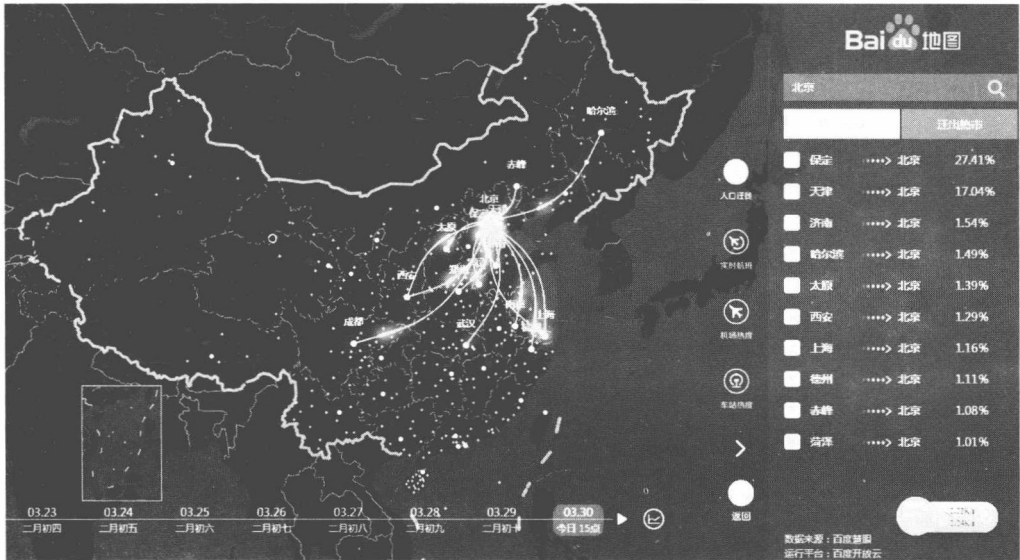 Baidu地图
北京
迁出城市
保定 北京 27.41%
天津 北京 17.04%
济南 北京 1.54%
哈尔滨 北京 1.49%
太原 北京 1.39%
西安 北京 1.29%
上海 北京 1.16%
德州 北京 1.11%
赤峰 北京 1.08%
菏泽 北京 1.01%
哈尔滨
赤峰
北京
太原
西安
成都
武汉
上海
人口迁徙
实时航班
机场热度
车站热度
返回
03.23 03.24 03.25 03.26 03.27 03.28 03.29 03.30
二月初四 二月初五 二月初六 二月初七 二月初八 二月初九 二月初十 今日 15点
数据来源：百度慧眼
运行平台：百度开放云